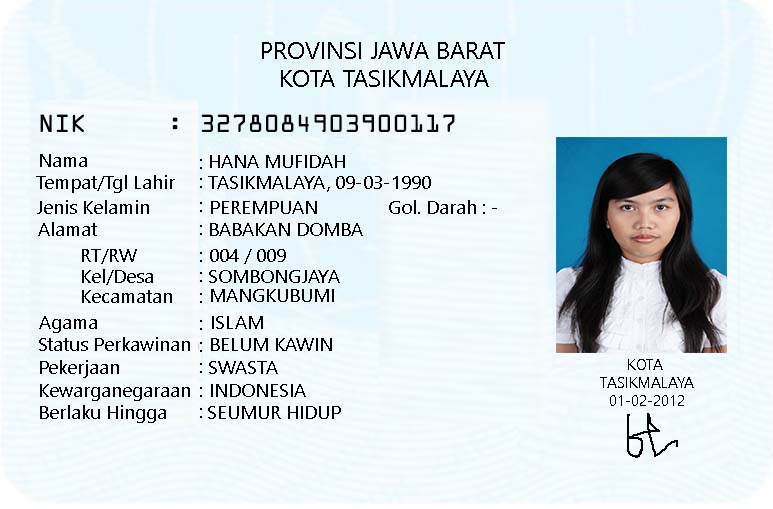 PROVINSI JAWA BARAT
KOTA TASIKMALAYA
NIK : 3278084903900117
Nama : HANA MUFIDAH
Tempat/Tgl Lahir : TASIKMALAYA, 09-03-1990
Jenis Kelamin : PEREMPUAN Gol. Darah : -
Alamat : BABAKAN DOMBA
RT/RW : 004 / 009
Kel/Desa : SOMBONGJAYA
Kecamatan : MANGKUBUMI
Agama : ISLAM
Status Perkawinan : BELUM KAWIN
Pekerjaan : SWASTA
Kewarganegaraan : INDONESIA
Berlaku Hingga : SEUMUR HIDUP
KOTA
TASIKMALAYA
01-02-2012